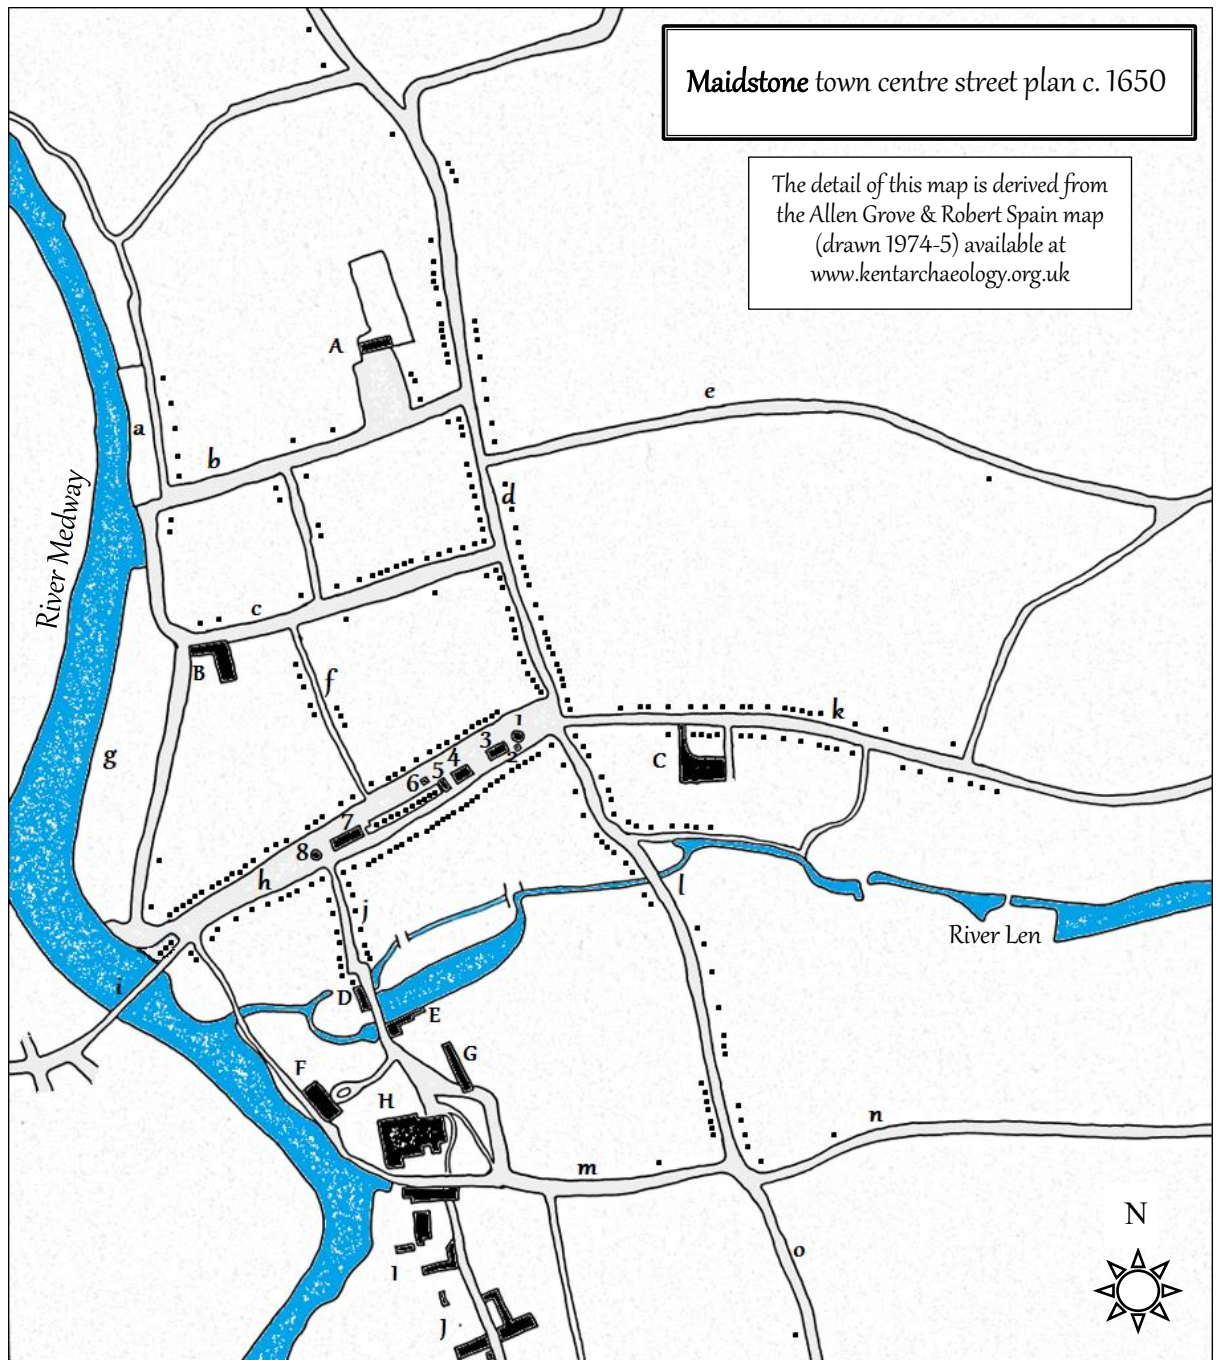 Maidstone town centre street plan c. 1650
The detail of this map is derived from
the Allen Grove & Robert Spain map
(drawn 1974-5) available at
www.kentarchaeology.org.uk
A
e
a
b
River Medway
d
c
B
f
g
k
1
2
3
4
5
6
C
7
8
h
l
j
River Len
i
D
E
F
G
H
n
m
N
o
I
J